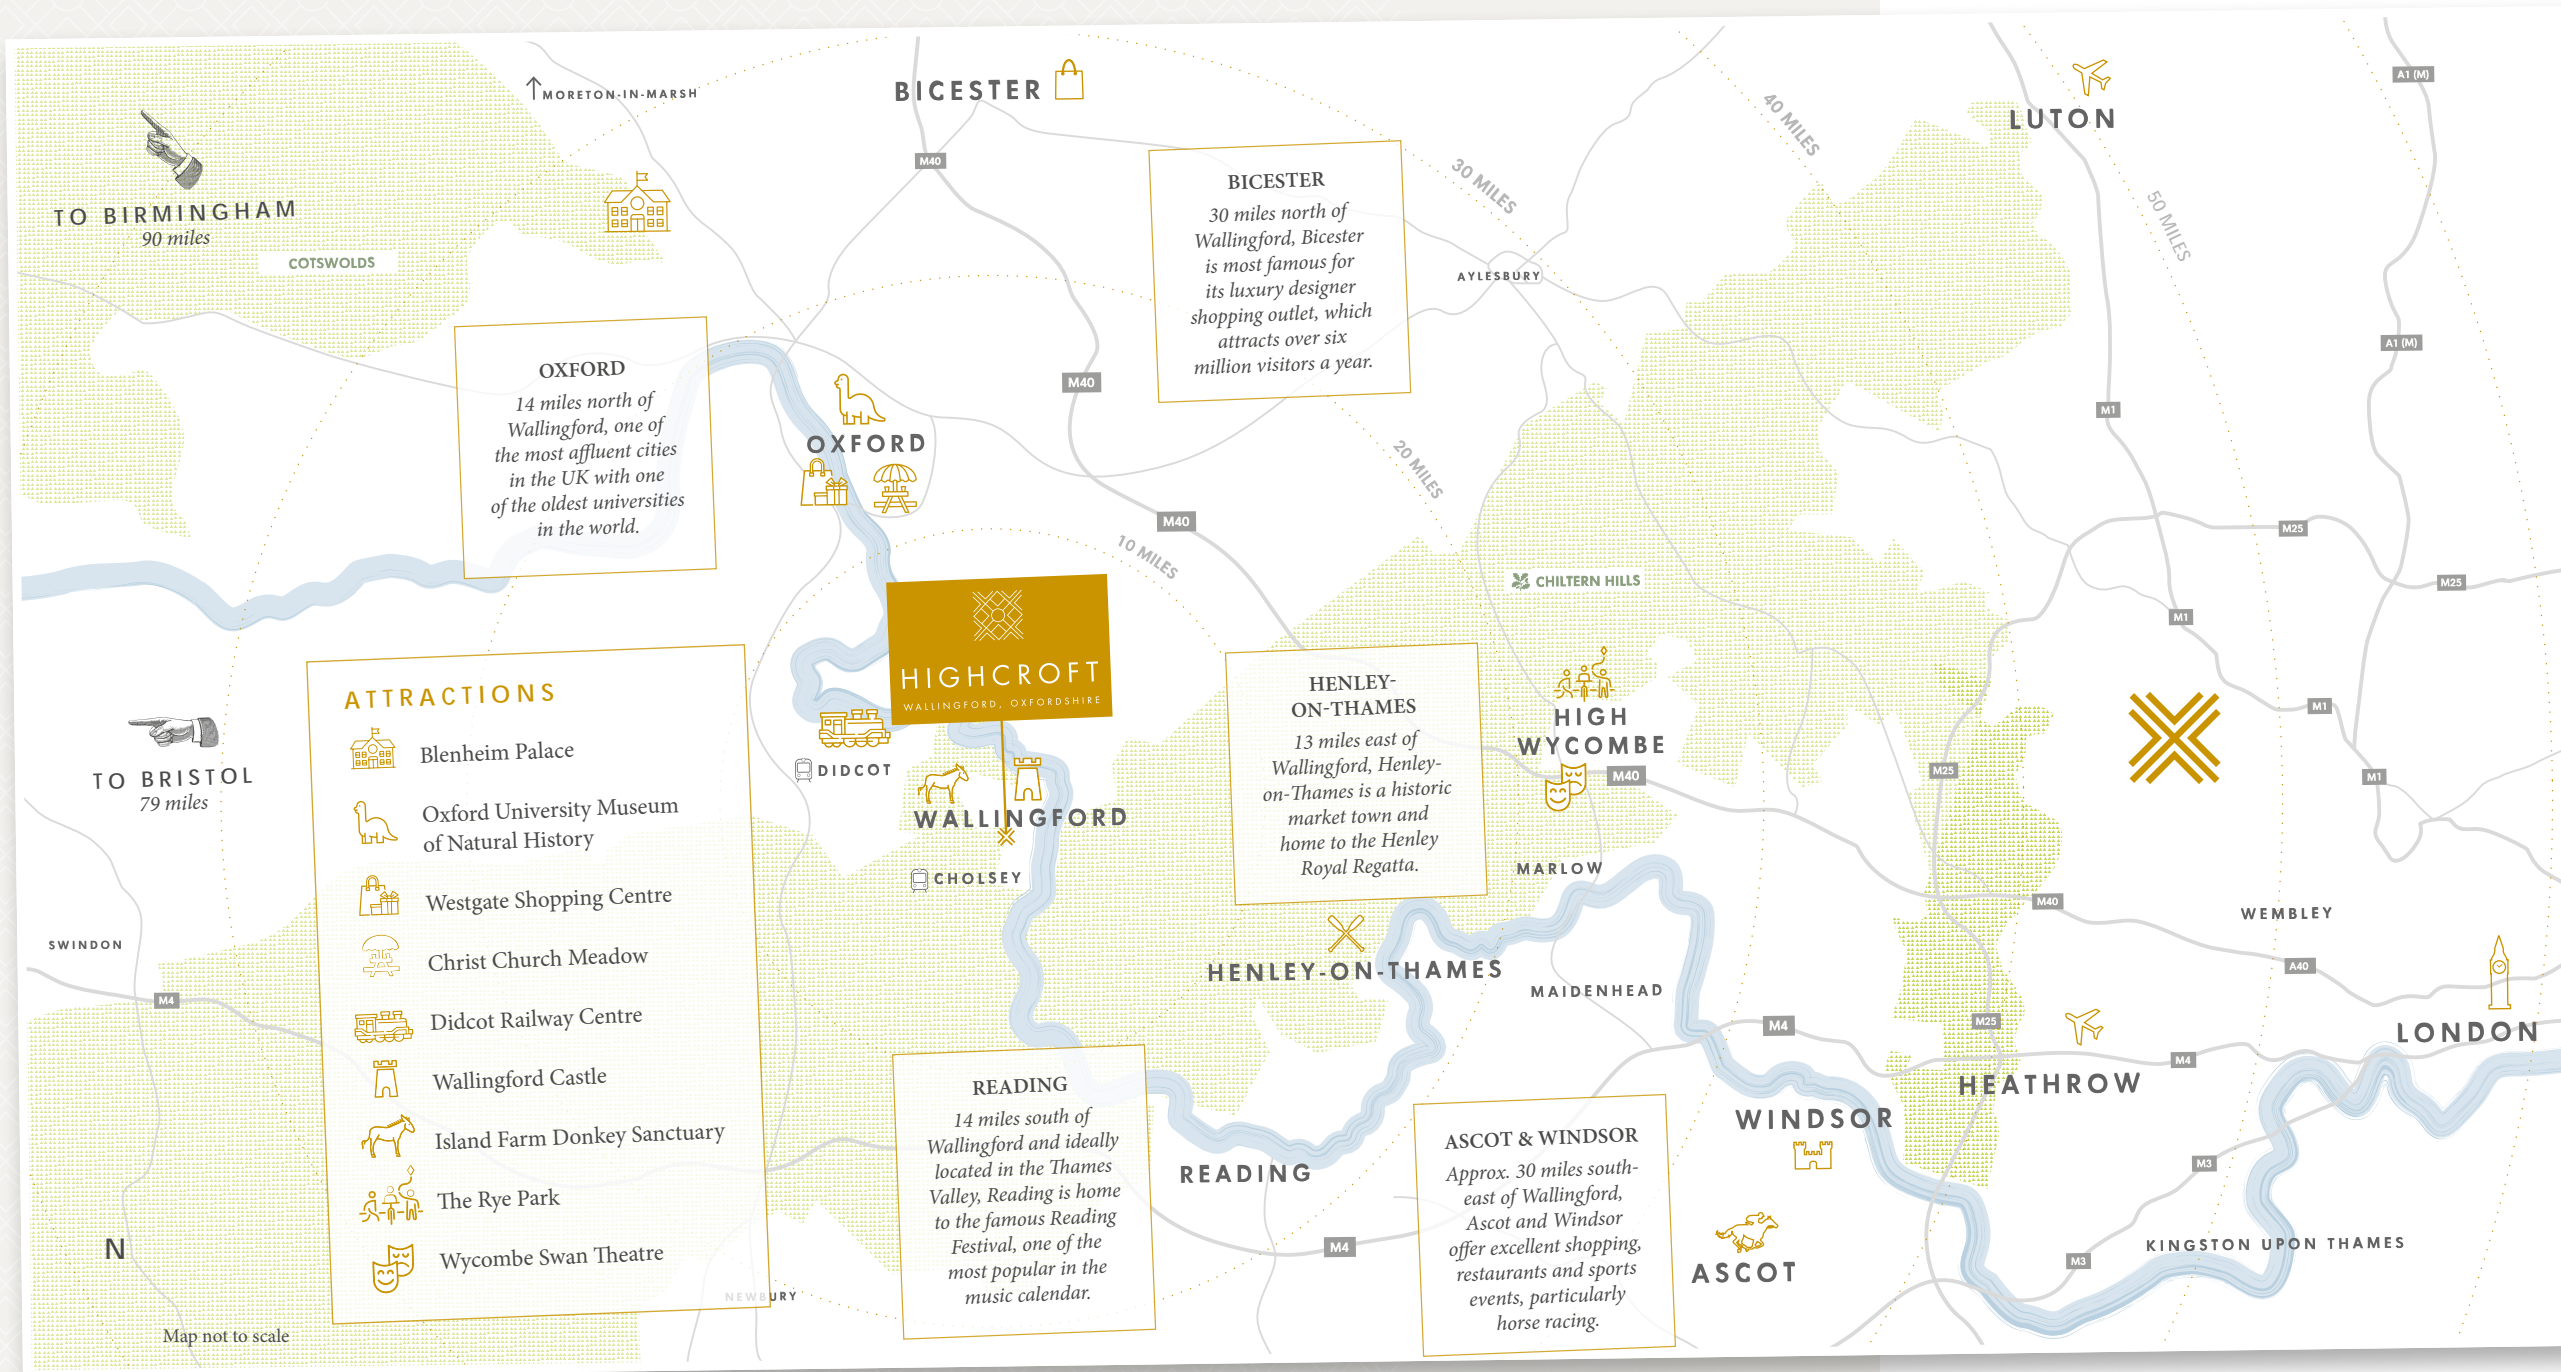 MORETON-IN-MARSH
BICESTER
LUTON
A1 (M)
M40
40 MILES
30 MILES
50 MILES
TO BIRMINGHAM
90 miles
COTSWOLDS
BICESTER
30 miles north of
Wallingford, Bicester
is most famous for
its luxury designer
shopping outlet, which
attracts over six
million visitors a year.
AYLESBURY
A1 (M)
M40
M1
OXFORD
14 miles north of
Wallingford, one of
the most affluent cities
in the UK with one
of the oldest universities
in the world.
OXFORD
20 MILES
M40
10 MILES
M25
M25
CHILTERN HILLS
M1
HIGHCROFT
WALLINGFORD, OXFORDSHIRE
HENLEY-
ON-THAMES
13 miles east of
Wallingford, Henley-
on-Thames is a historic
market town and
home to the Henley
Royal Regatta.
HIGH
WYCOMBE
M40
M25
M1
M1
TO BRISTOL
79 miles
ATTRACTIONS
Blenheim Palace
Oxford University Museum
of Natural History
Westgate Shopping Centre
Christ Church Meadow
Didcot Railway Centre
Wallingford Castle
Island Farm Donkey Sanctuary
The Rye Park
Wycombe Swan Theatre
DIDCOT
WALLINGFORD
CHOLSEY
MARLOW
M40
WEMBLEY
SWINDON
M4
HENLEY-ON-THAMES
MAIDENHEAD
A40
M4
M25
LONDON
M4
HEATHROW
READING
14 miles south of
Wallingford and ideally
located in the Thames
Valley, Reading is home
to the famous Reading
Festival, one of the
most popular in the
music calendar.
READING
M4
ASCOT & WINDSOR
Approx. 30 miles south-
east of Wallingford,
Ascot and Windsor
offer excellent shopping,
restaurants and sports
events, particularly
horse racing.
WINDSOR
M3
ASCOT
M3
KINGSTON UPON THAMES
N
NEWBURY
Map not to scale